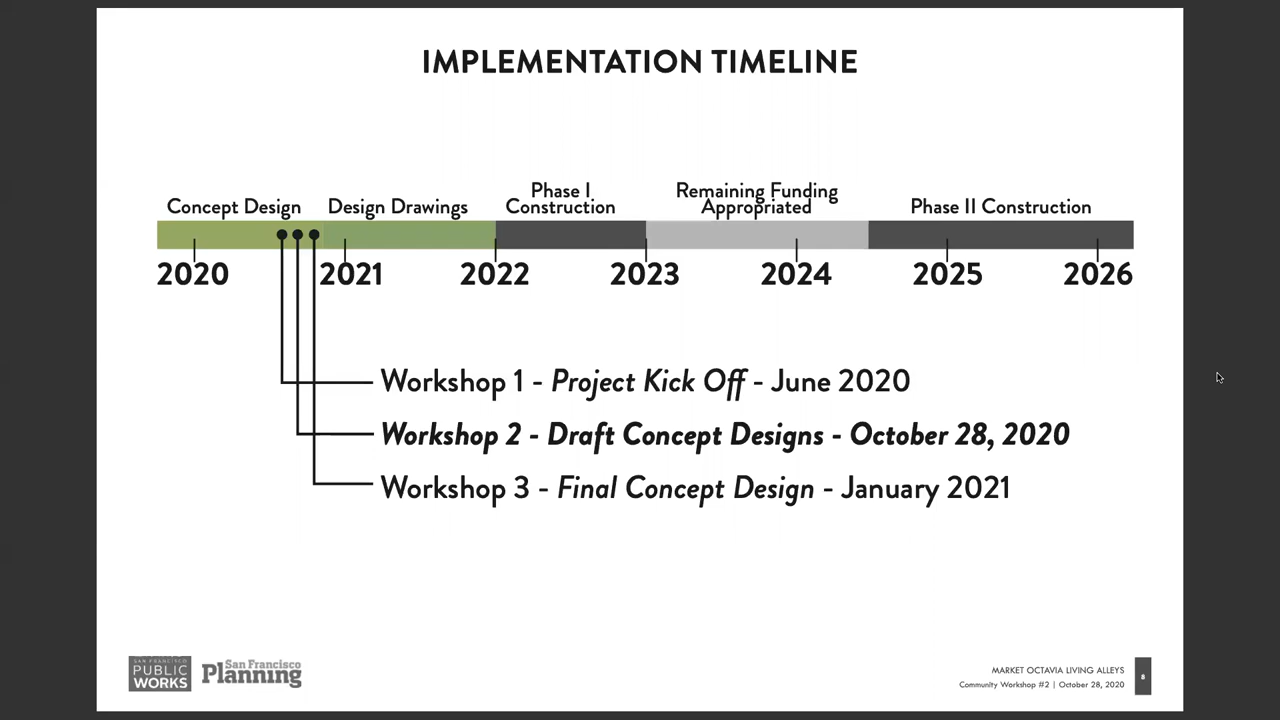 IMPLEMENTATION TIMELINE
Phase I
Remaining Funding
Concept Design
Design Drawings
Construction
Appropriated
Phase II Construction
2020
2021
2022
2023
2024
2025
2026
Workshop 1 - Project Kick Off - June 2020
Workshop 2 - Draft Concept Designs - October 28, 2020
Workshop 3 - Final Concept Design - January 2021
SAN FRANCISCO
PUBLIC
WORKS
San Francisco
Planning
MARKET OCTAVIA LIVING ALLEYS
Community Workshop #2 | October 28, 2020
8